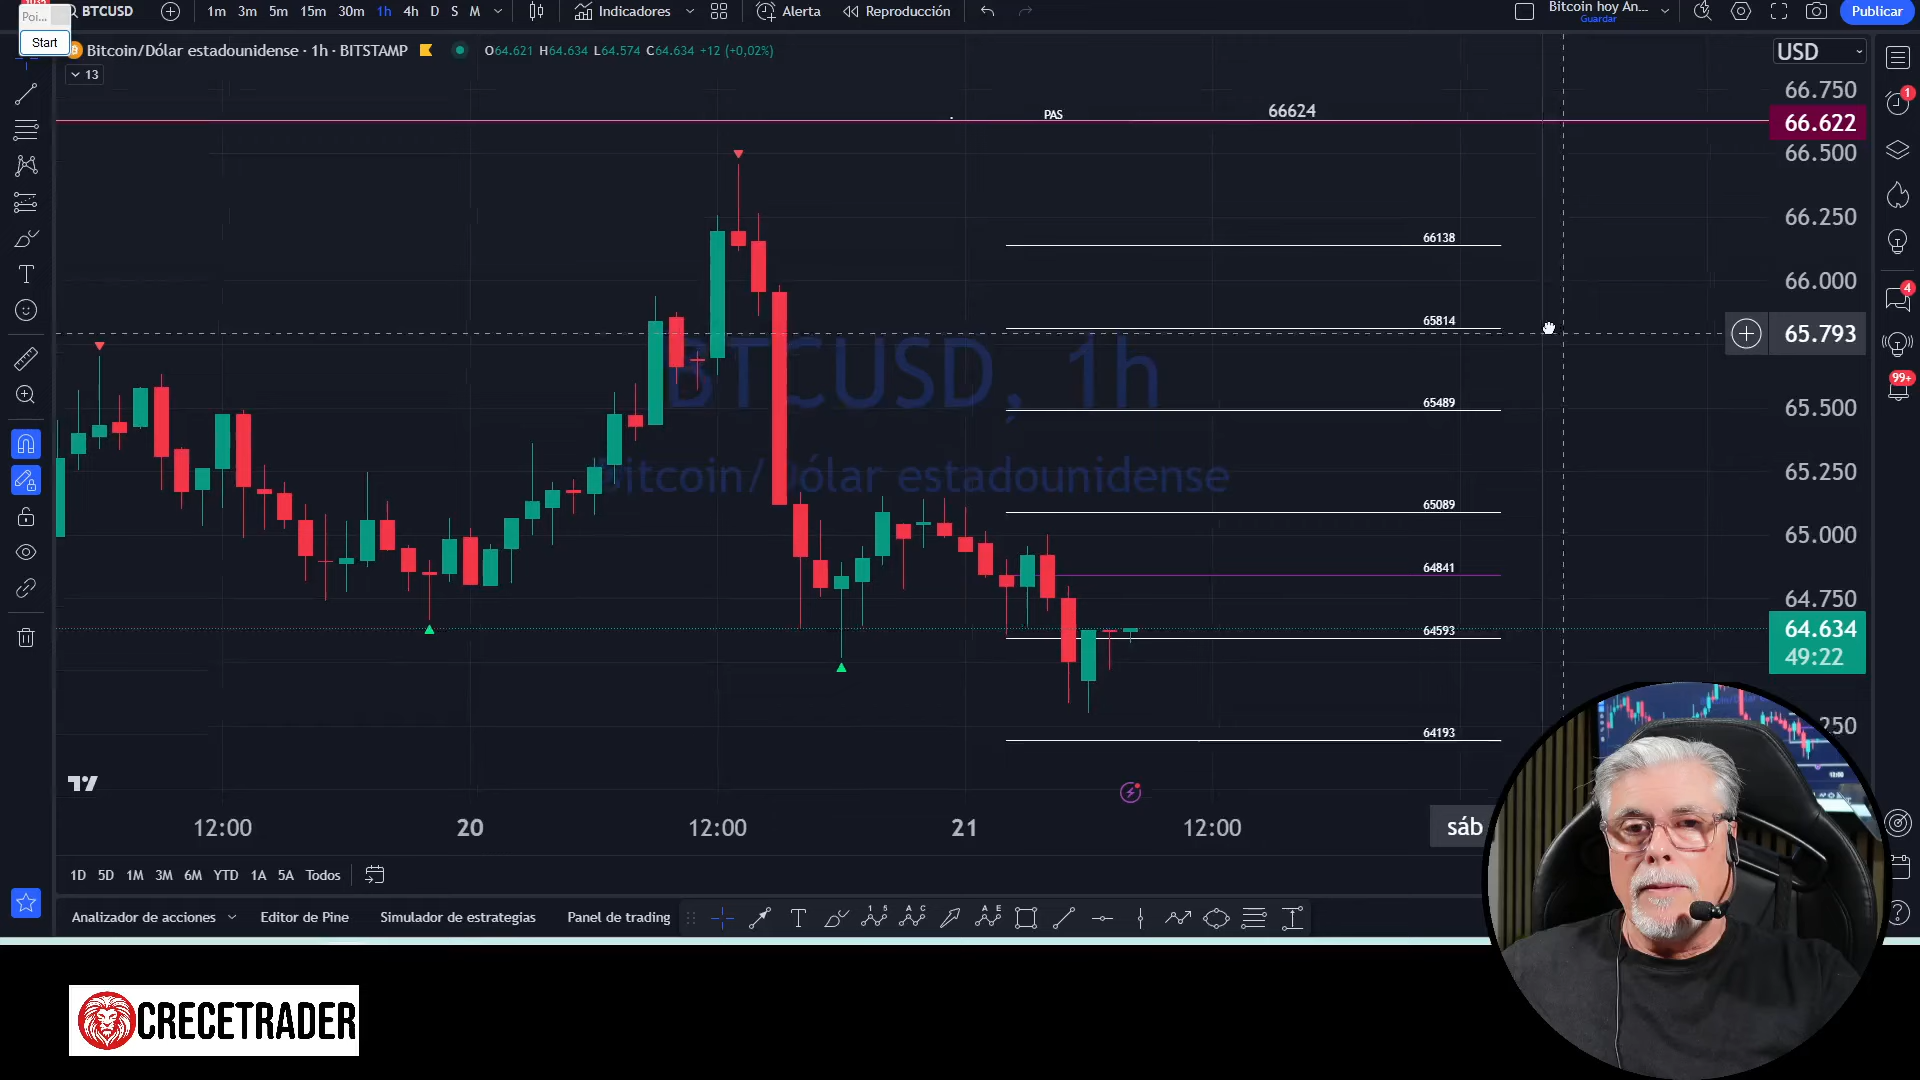 Poi...
Start
BTCUSD
1m 3m 5m 15m 30m 1h 4h D S M
Indicadores
Alerta
Reproducción
Bitcoin hoy An...
Guardar
Publicar
Bitcoin/Dólar estadounidense · 1h · BITSTAMP
O64.621 H64.634 L64.574 C64.634 +12 (+0,02%)
13
USD
66.750
PAS
66624
66.622
66.500
66.250
66138
66.000
65814
65.793
BTCUSD, 1h
65489
65.500
Bitcoin/Dólar estadounidense
65.250
65089
65.000
64841
64.750
64593
64.634
49:22
64193
250
1
4
99+
12:00 20 12:00 21 12:00 sáb
1D 5D 1M 3M 6M YTD 1A 5A Todos
Analizador de acciones
Editor de Pine
Simulador de estrategias
Panel de trading
CRECETRADER